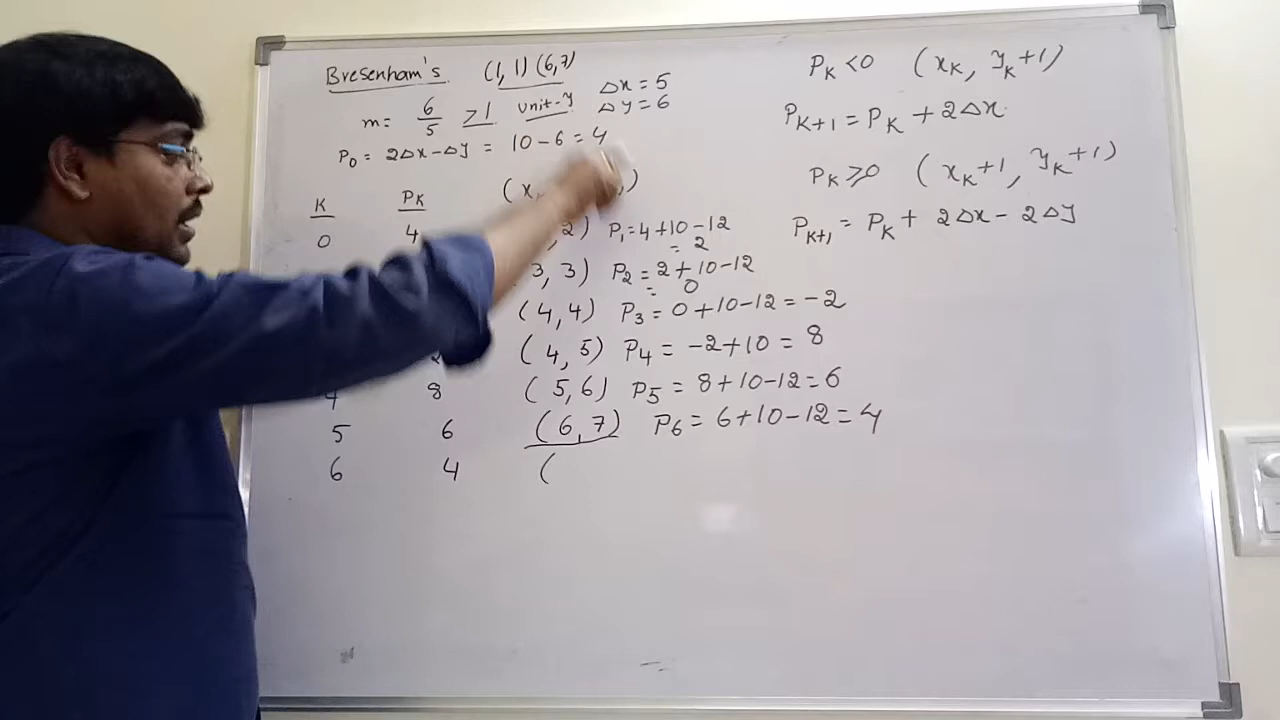 Bresenham's (1, 1) (6,7)
m = 6/5 ≥ 1 unit-y Δx = 5
Δy = 6
P0 = 2Δx - Δy = 10 - 6 = 4
K PK (x
0 4 , 2) P1 = 4 + 10 - 12
= 2
3, 3) P2 = 2 + 10 - 12
= 0
(4, 4) P3 = 0 + 10 - 12 = -2
(4, 5) P4 = -2 + 10 = 8
4 8 (5, 6) P5 = 8 + 10 - 12 = 6
5 6 (6, 7) P6 = 6 + 10 - 12 = 4
6 4 (
PK < 0 (xK, yK + 1)
PK+1 = PK + 2Δx
PK ≥ 0 (xK + 1, yK + 1)
PK+1 = PK + 2Δx - 2Δy